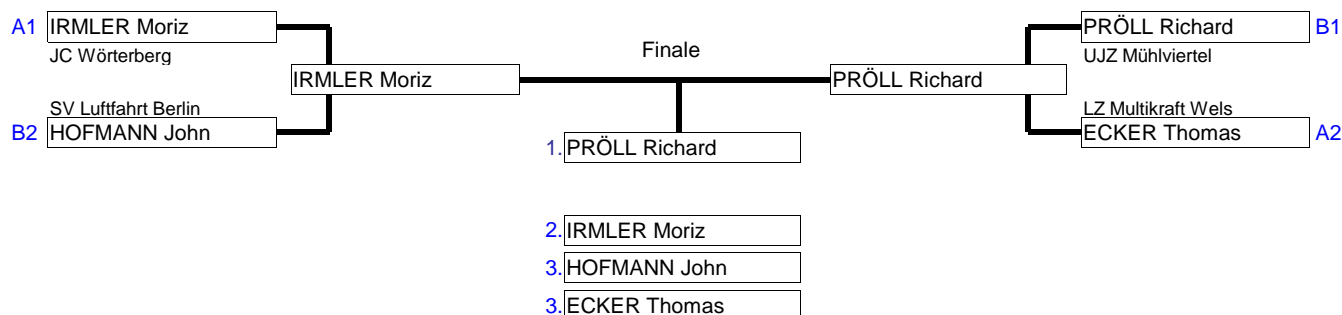 A1 IRMLER Moriz
JC Wörterberg
PRÖLL Richard B1
UJZ Mühlviertel
Finale
IRMLER Moriz
PRÖLL Richard
SV Luftfahrt Berlin
B2 HOFMANN John
LZ Multikraft Wels
ECKER Thomas A2
1. PRÖLL Richard
2. IRMLER Moriz
3. HOFMANN John
3. ECKER Thomas